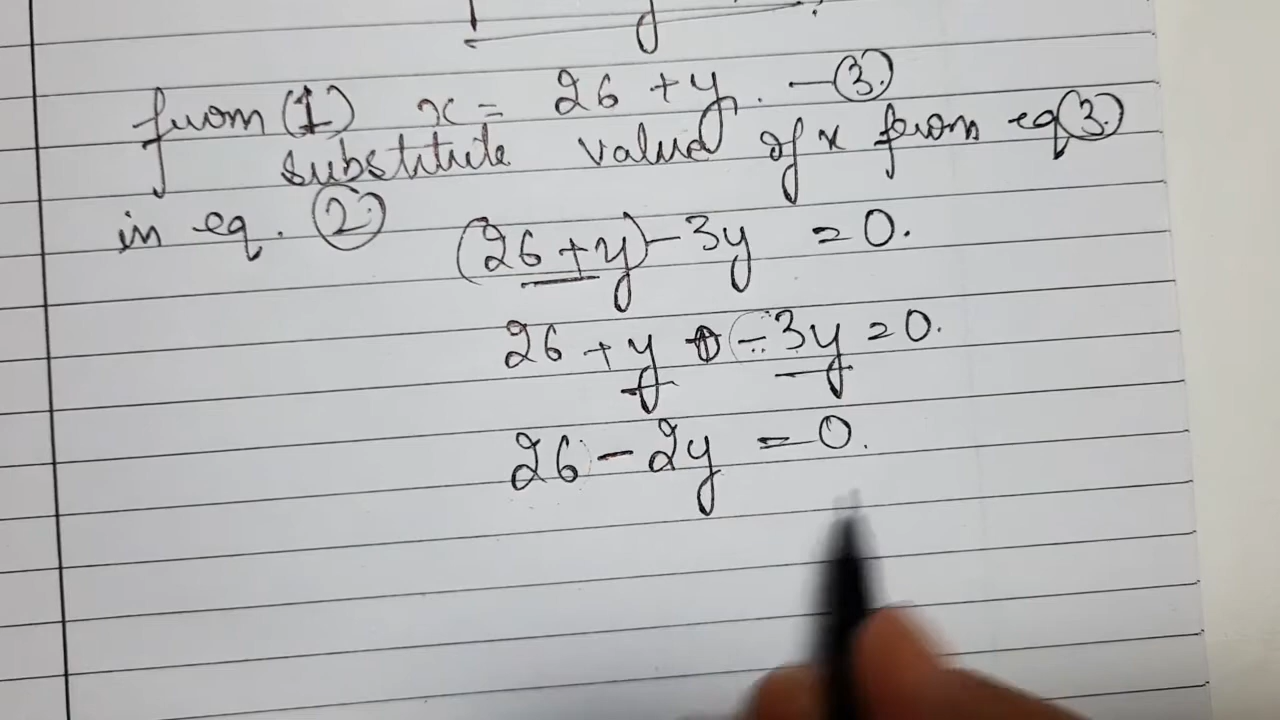 from (1) x = 26 + y. - (3.)
substitute value of x from eq (3.)
in eq. (2.)
(26 + y) - 3y = 0.
26 + y - 3y = 0.
26 - 2y = 0.